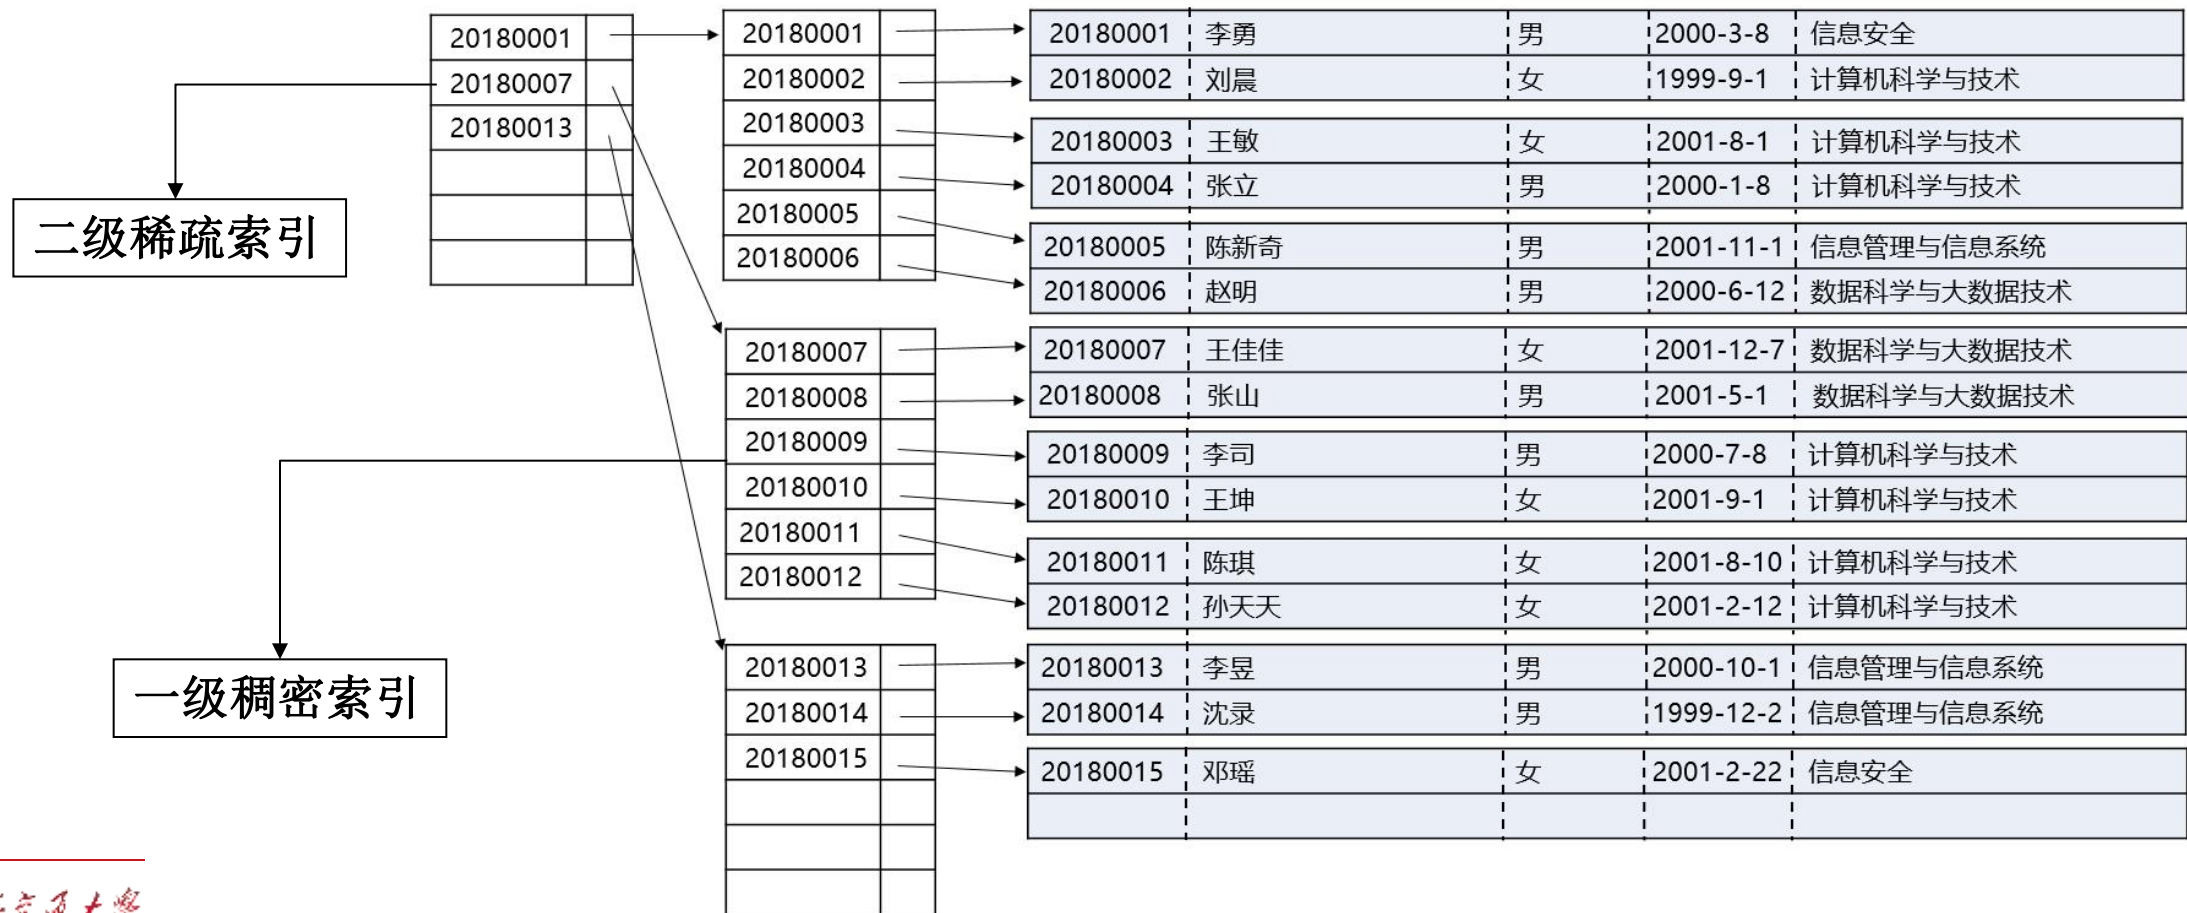 20180001
20180007
20180013
二级稀疏索引
一级稠密索引
20180001
20180002
20180003
20180004
20180005
20180006
20180007
20180008
20180009
20180010
20180011
20180012
20180013
20180014
20180015
20180001 李勇 男 2000-3-8 信息安全
20180002 刘晨 女 1999-9-1 计算机科学与技术
20180003 王敏 女 2001-8-1 计算机科学与技术
20180004 张立 男 2000-1-8 计算机科学与技术
20180005 陈新奇 男 2001-11-1 信息管理与信息系统
20180006 赵明 男 2000-6-12 数据科学与大数据技术
20180007 王佳佳 女 2001-12-7 数据科学与大数据技术
20180008 张山 男 2001-5-1 数据科学与大数据技术
20180009 李司 男 2000-7-8 计算机科学与技术
20180010 王坤 女 2001-9-1 计算机科学与技术
20180011 陈琪 女 2001-8-10 计算机科学与技术
20180012 孙天天 女 2001-2-12 计算机科学与技术
20180013 李昱 男 2000-10-1 信息管理与信息系统
20180014 沈录 男 1999-12-2 信息管理与信息系统
20180015 邓瑶 女 2001-2-22 信息安全